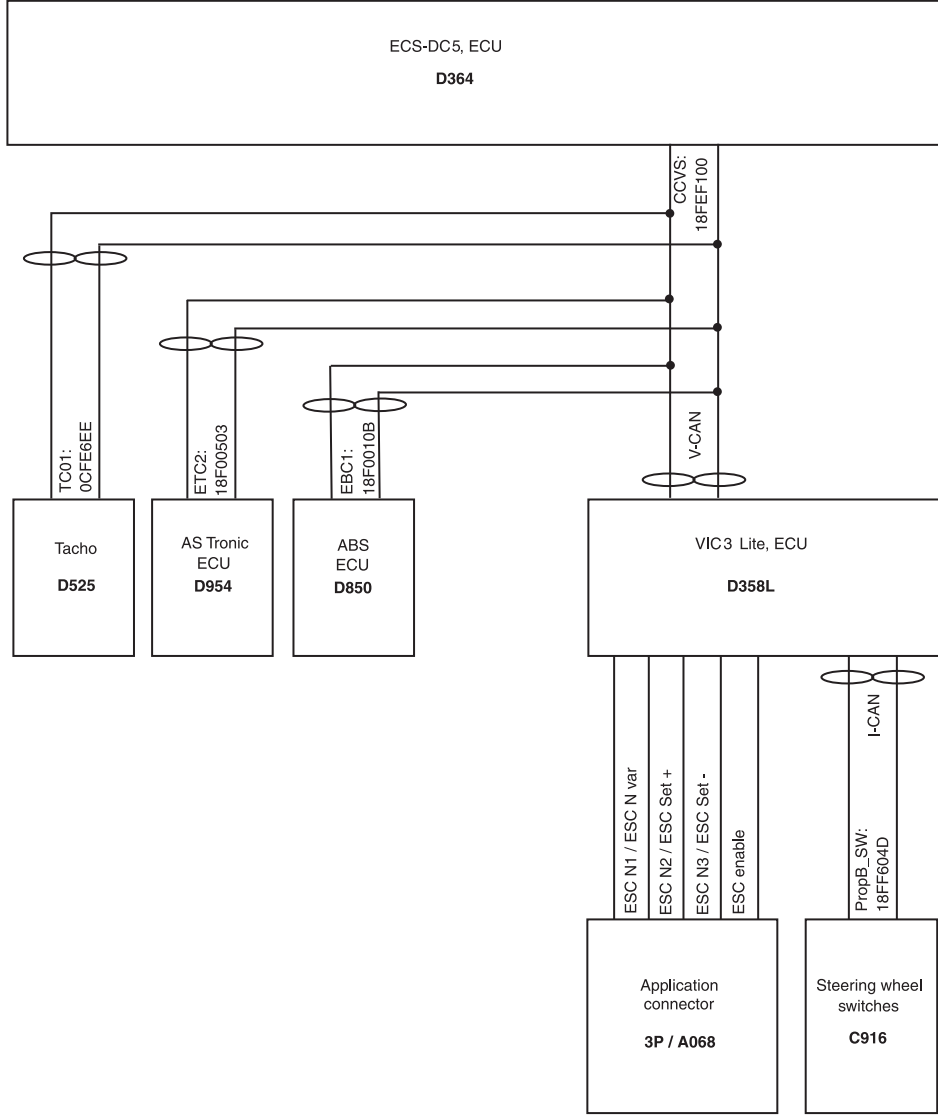 ECS-DC5, ECU
D364
CCVS:
18FEF100
TC01:
0CFE6EE
ETC2:
18F00503
EBC1:
18F0010B
V-CAN
Tacho
D525
AS Tronic
ECU
D954
ABS
ECU
D850
VIC3 Lite, ECU
D358L
ESC N1 / ESC N var
ESC N2 / ESC Set +
ESC N3 / ESC Set -
ESC enable
I-CAN
PropB_SW:
18FF604D
Application
connector
3P / A068
Steering wheel
switches
C916